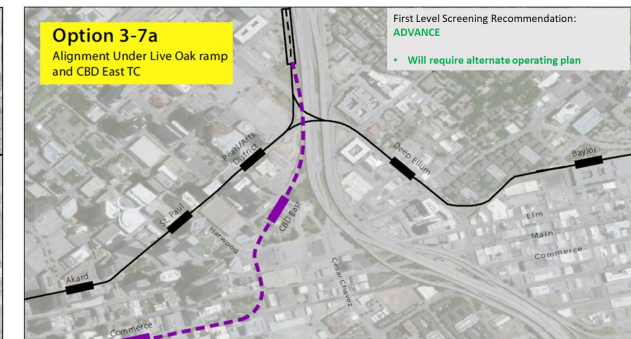 Option 3-7a
Alignment Under Live Oak ramp
and CBD East TC
First Level Screening Recommendation:
ADVANCE
• Will require alternate operating plan
Pearl/Arts
District
Deep Ellum
Baylor
St. Paul
Harwood
CBD East
Elm
Main
Commerce
Cesar Chavez
Akard
Commerce